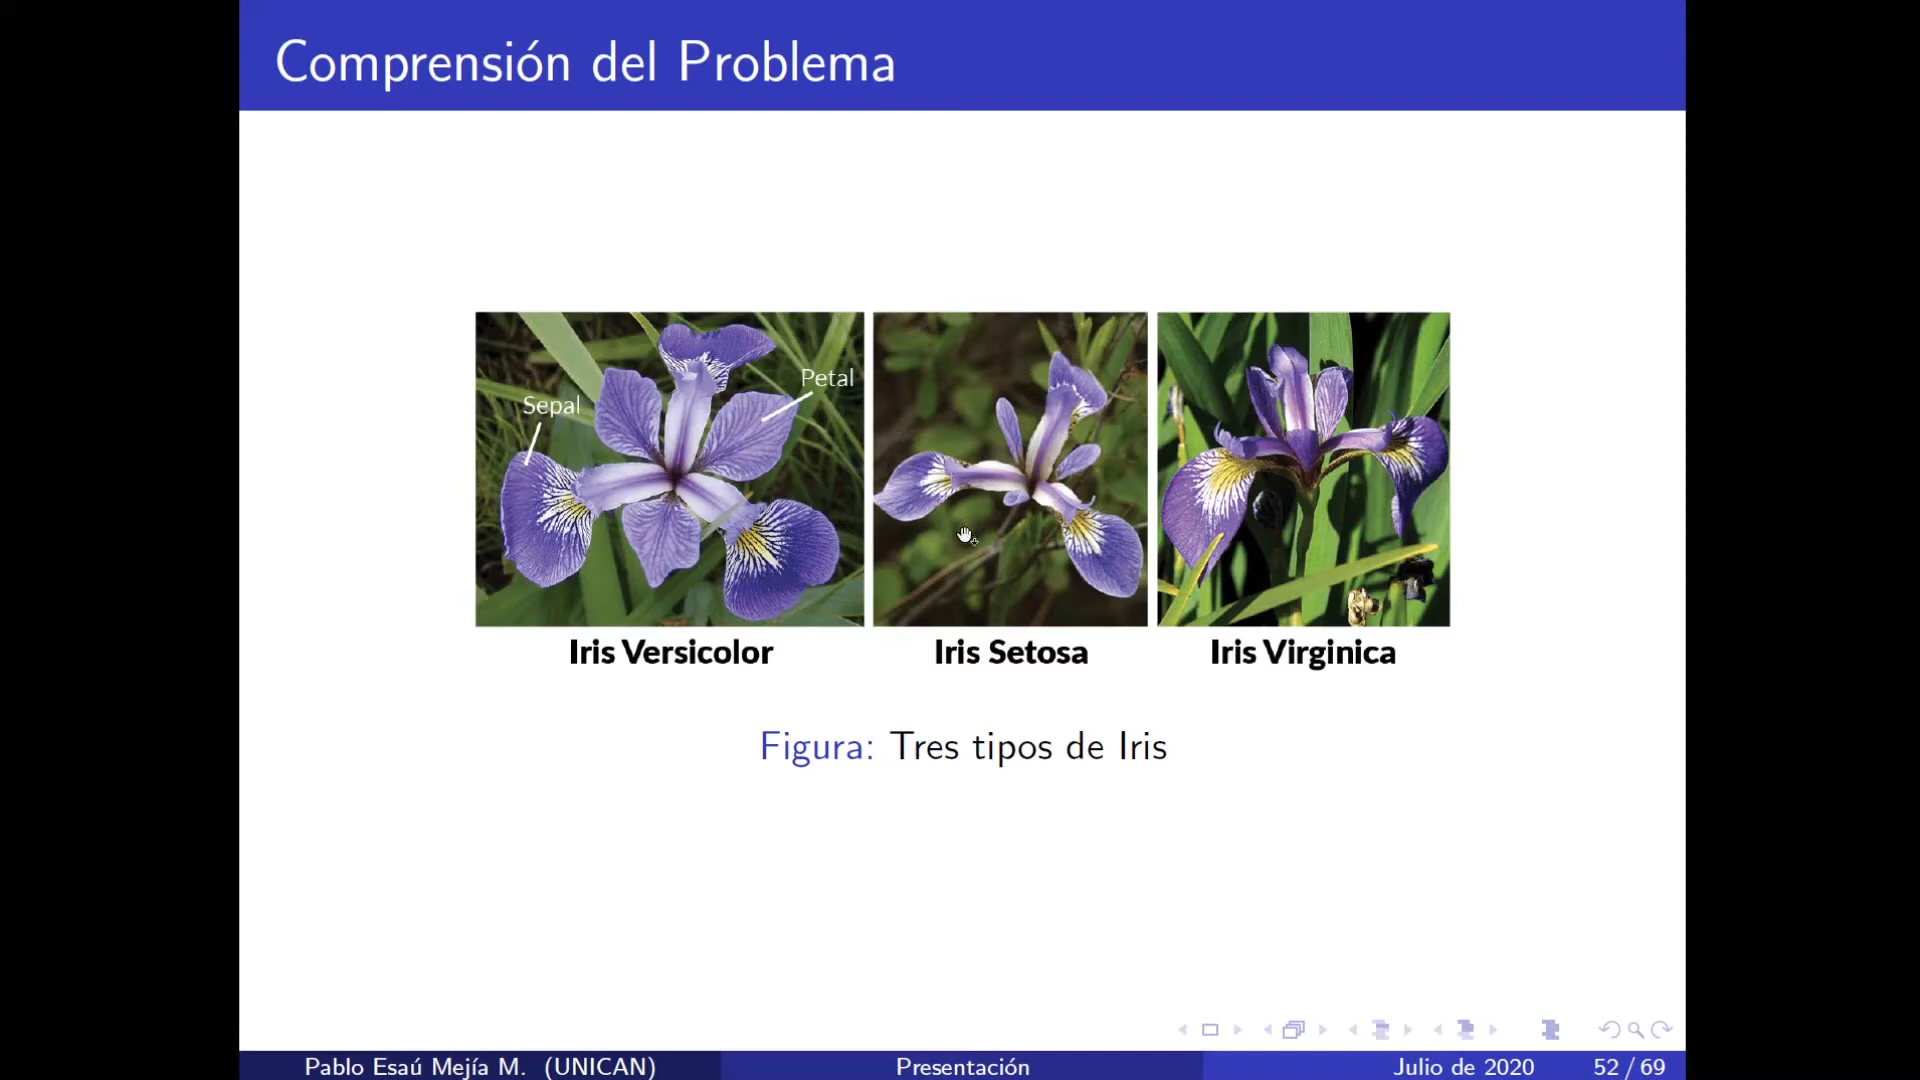 Comprensión del Problema
Petal
Sepal
Iris Versicolor
Iris Setosa
Iris Virginica
Figura: Tres tipos de Iris
Pablo Esaú Mejía M. (UNICAN)
Presentación
Julio de 2020
52 / 69